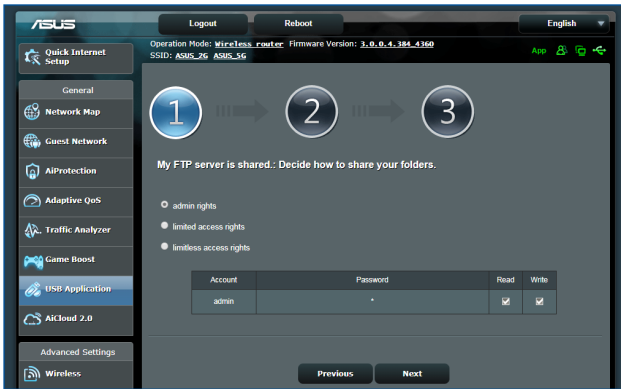 ASUS
Logout
Reboot
English
Quick Internet
Setup
Operation Mode: Wireless router Firmware Version: 3.0.0.4.384_4360
SSID: ASUS_2G ASUS_5G
App
General
Network Map
Guest Network
AiProtection
Adaptive QoS
Traffic Analyzer
Game Boost
USB Application
AiCloud 2.0
Advanced Settings
Wireless
1
2
3
My FTP server is shared.: Decide how to share your folders.
admin rights
limited access rights
limitless access rights
Account Password Read Write
admin *
Previous Next